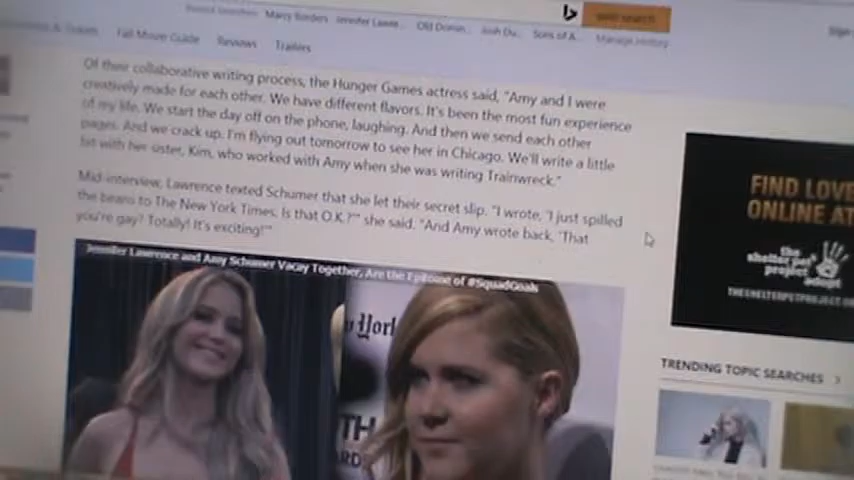 Marcy Borders Jennifer Lawre... Old Domin... Josh Du... Sons of A... Manage History
Sign
& Trailers Fall Movie Guide Reviews Trailers
Of their collaborative writing process, the Hunger Games actress said, "Amy and I were
creatively made for each other. We have different flavors. It's been the most fun experience
of my life. We start the day off on the phone, laughing. And then we send each other
pages. And we crack up. I'm flying out tomorrow to see her in Chicago. We'll write a little
bit with her sister, Kim, who worked with Amy when she was writing Trainwreck."
Mid-interview, Lawrence texted Schumer that she let their secret slip. "I wrote, 'I just spilled
the beans to The New York Times. Is that O.K.?'" she said. "And Amy wrote back, 'That
you're gay? Totally! It's exciting!'"
Jennifer Lawrence and Amy Schumer Vacay Together, Are the Epitome of #SquadGoals
York
TH
RD
FIND LOVE
ONLINE AT
the
shelter pet
project
adopt
THESHELTERPETPROJECT.O
TRENDING TOPIC SEARCHES >